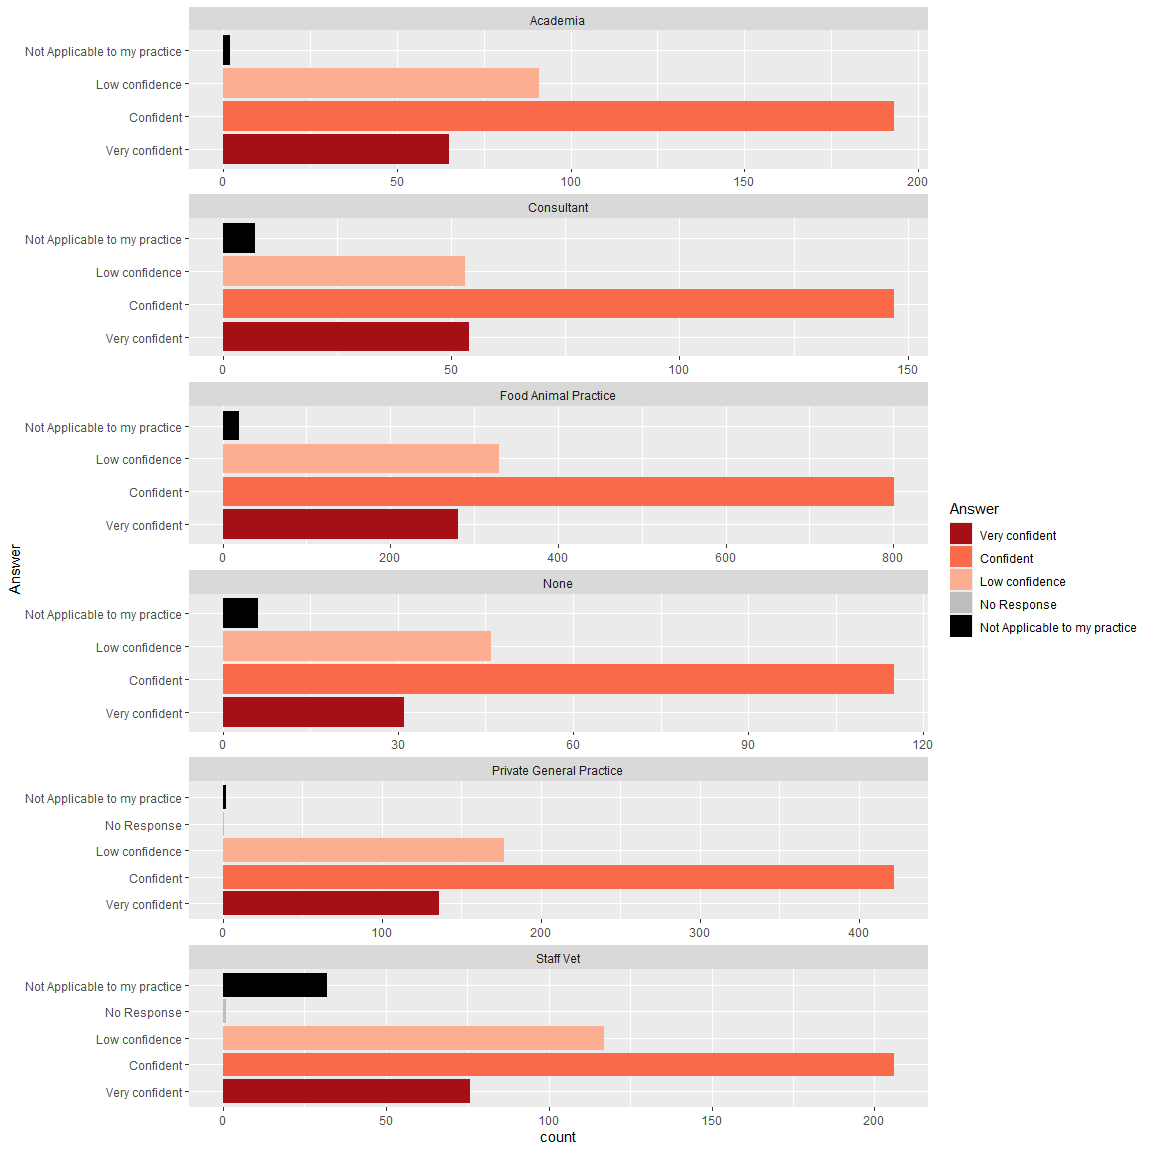 Academia
Not Applicable to my practice
Low confidence
Confident
Very confident
0 50 100 150 200
Consultant
Not Applicable to my practice
Low confidence
Confident
Very confident
0 50 100 150
Food Animal Practice
Not Applicable to my practice
Low confidence
Confident
Very confident
0 200 400 600 800
None
Not Applicable to my practice
Low confidence
Confident
Very confident
0 30 60 90 120
Private General Practice
Not Applicable to my practice
No Response
Low confidence
Confident
Very confident
0 100 200 300 400
Staff Vet
Not Applicable to my practice
No Response
Low confidence
Confident
Very confident
0 50 100 150 200
count
Answer
Answer
Very confident
Confident
Low confidence
No Response
Not Applicable to my practice